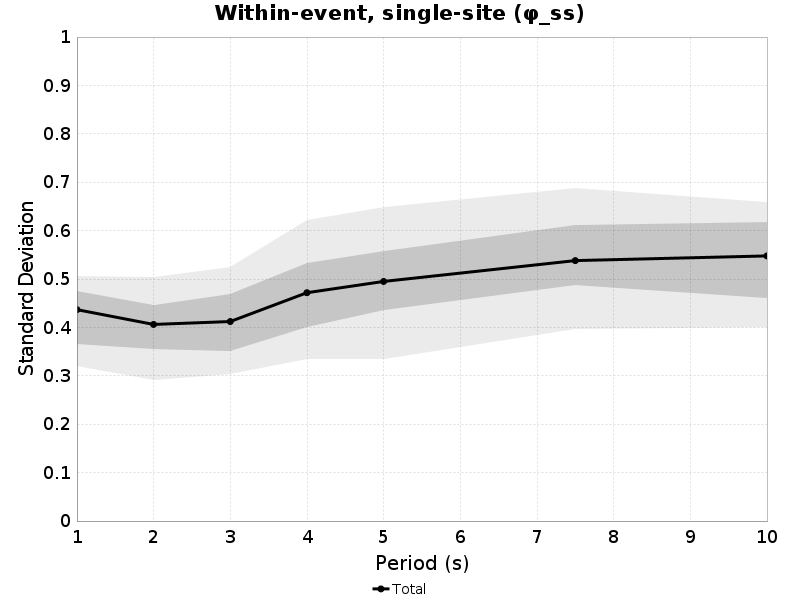 Within-event, single-site (φ_ss)
1
0.9
0.8
0.7
0.6
0.5
0.4
0.3
0.2
0.1
0
Standard Deviation
1 2 3 4 5 6 7 8 9 10
Period (s)
Total